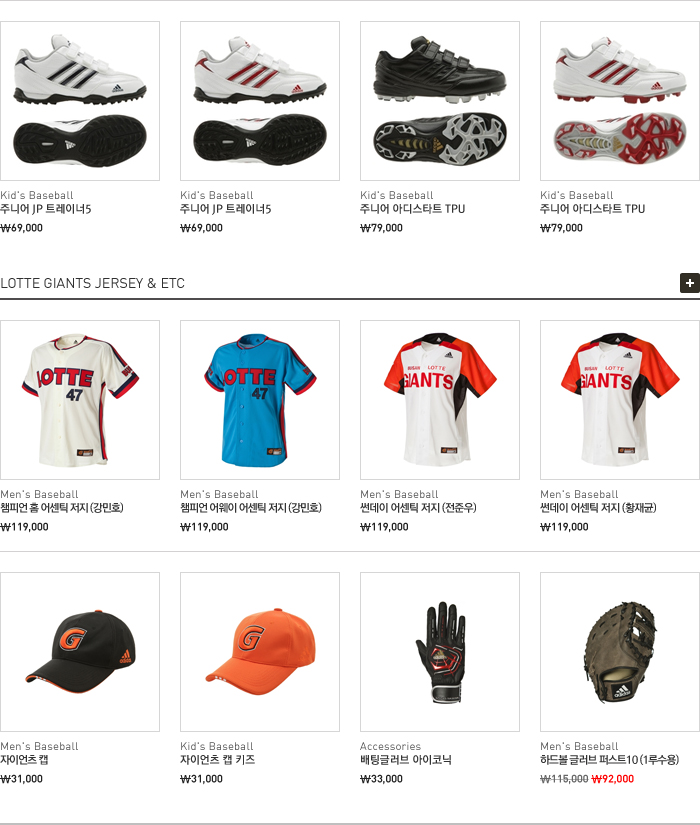 Kid's Baseball
주니어 JP 트레이너5
₩69,000
Kid's Baseball
주니어 JP 트레이너5
₩69,000
Kid's Baseball
주니어 아디스타트 TPU
₩79,000
Kid's Baseball
주니어 아디스타트 TPU
₩79,000
LOTTE GIANTS JERSEY & ETC
LOTTE
47
LOTTE
47
BUSAN LOTTE
GIANTS
BUSAN LOTTE
GIANTS
Men's Baseball
챔피언 홈 어센틱 저지 (강민호)
₩119,000
Men's Baseball
챔피언 어웨이 어센틱 저지 (강민호)
₩119,000
Men's Baseball
썬데이 어센틱 저지 (전준우)
₩119,000
Men's Baseball
썬데이 어센틱 저지 (황재균)
₩119,000
G
adidas
G
adidas
Men's Baseball
자이언츠 캡
₩31,000
Kid's Baseball
자이언츠 캡 키즈
₩31,000
Accessories
배팅글러브 아이코닉
₩33,000
Men's Baseball
하드볼 글러브 퍼스트10 (1루수용)
₩115,000 ₩92,000